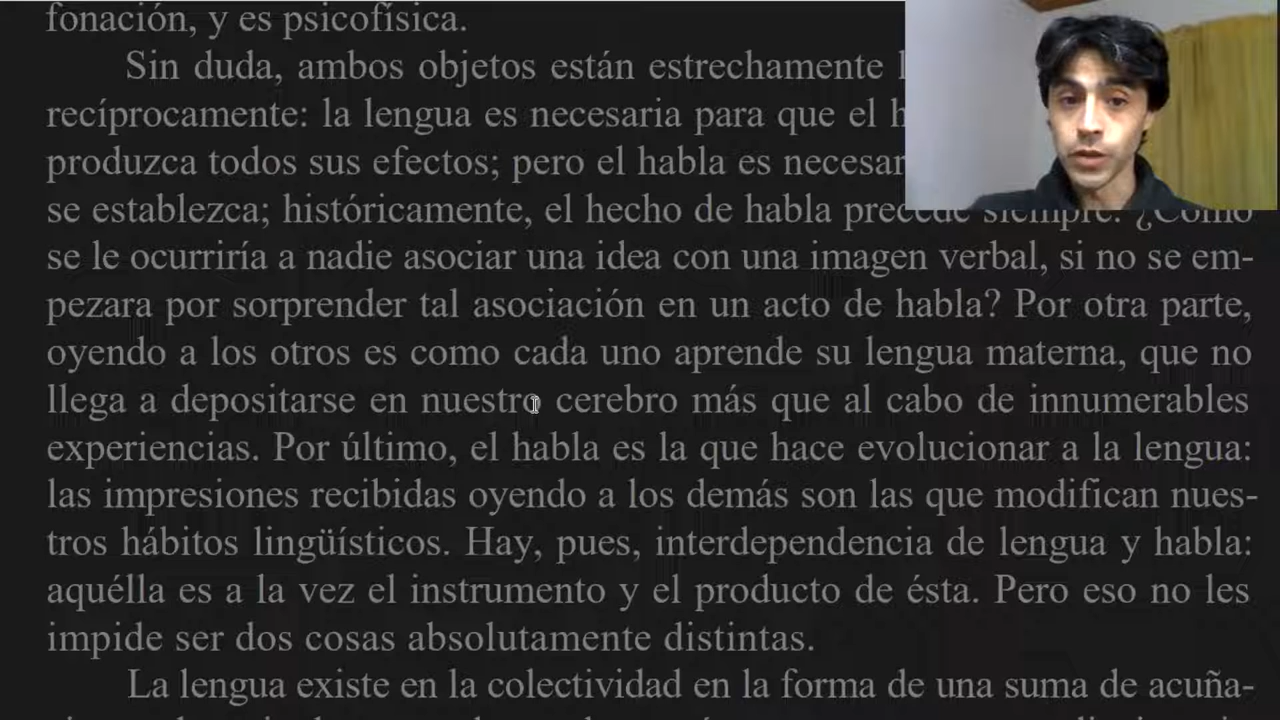 fonación, y es psicofísica.
Sin duda, ambos objetos están estrechamente
recíprocamente: la lengua es necesaria para que el
produzca todos sus efectos; pero el habla es
se establezca; históricamente, el hecho de habla precede siempre. ¿Cómo
se le ocurriría a nadie asociar una idea con una imagen verbal, si no se em-
pezara por sorprender tal asociación en un acto de habla? Por otra parte,
oyendo a los otros es como cada uno aprende su lengua materna, que no
llega a depositarse en nuestro cerebro más que al cabo de innumerables
experiencias. Por último, el habla es la que hace evolucionar a la lengua:
las impresiones recibidas oyendo a los demás son las que modifican nues-
tros hábitos lingüísticos. Hay, pues, interdependencia de lengua y habla:
aquélla es a la vez el instrumento y el producto de ésta. Pero eso no les
impide ser dos cosas absolutamente distintas.
La lengua existe en la colectividad en la forma de una suma de acuña-